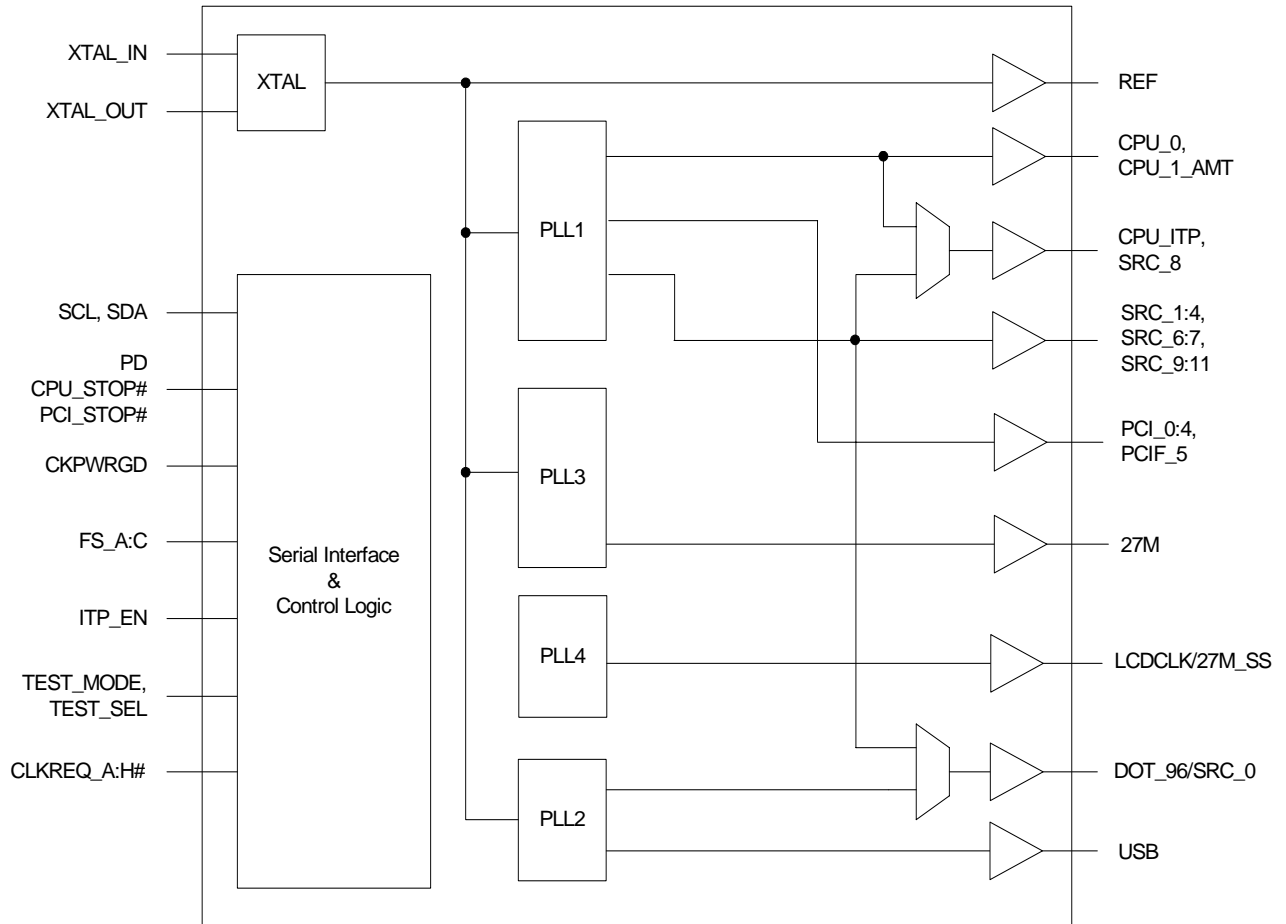 XTAL_IN
XTAL_OUT
XTAL
REF
CPU_0,
CPU_1_AMT
PLL1
CPU_ITP,
SRC_8
SCL, SDA
SRC_1:4,
SRC_6:7,
SRC_9:11
PD
CPU_STOP#
PCI_STOP#
PCI_0:4,
PCIF_5
CKPWRGD
PLL3
FS_A:C
27M
Serial Interface
&
Control Logic
ITP_EN
PLL4
LCDCLK/27M_SS
TEST_MODE,
TEST_SEL
CLKREQ_A:H#
DOT_96/SRC_0
PLL2
USB